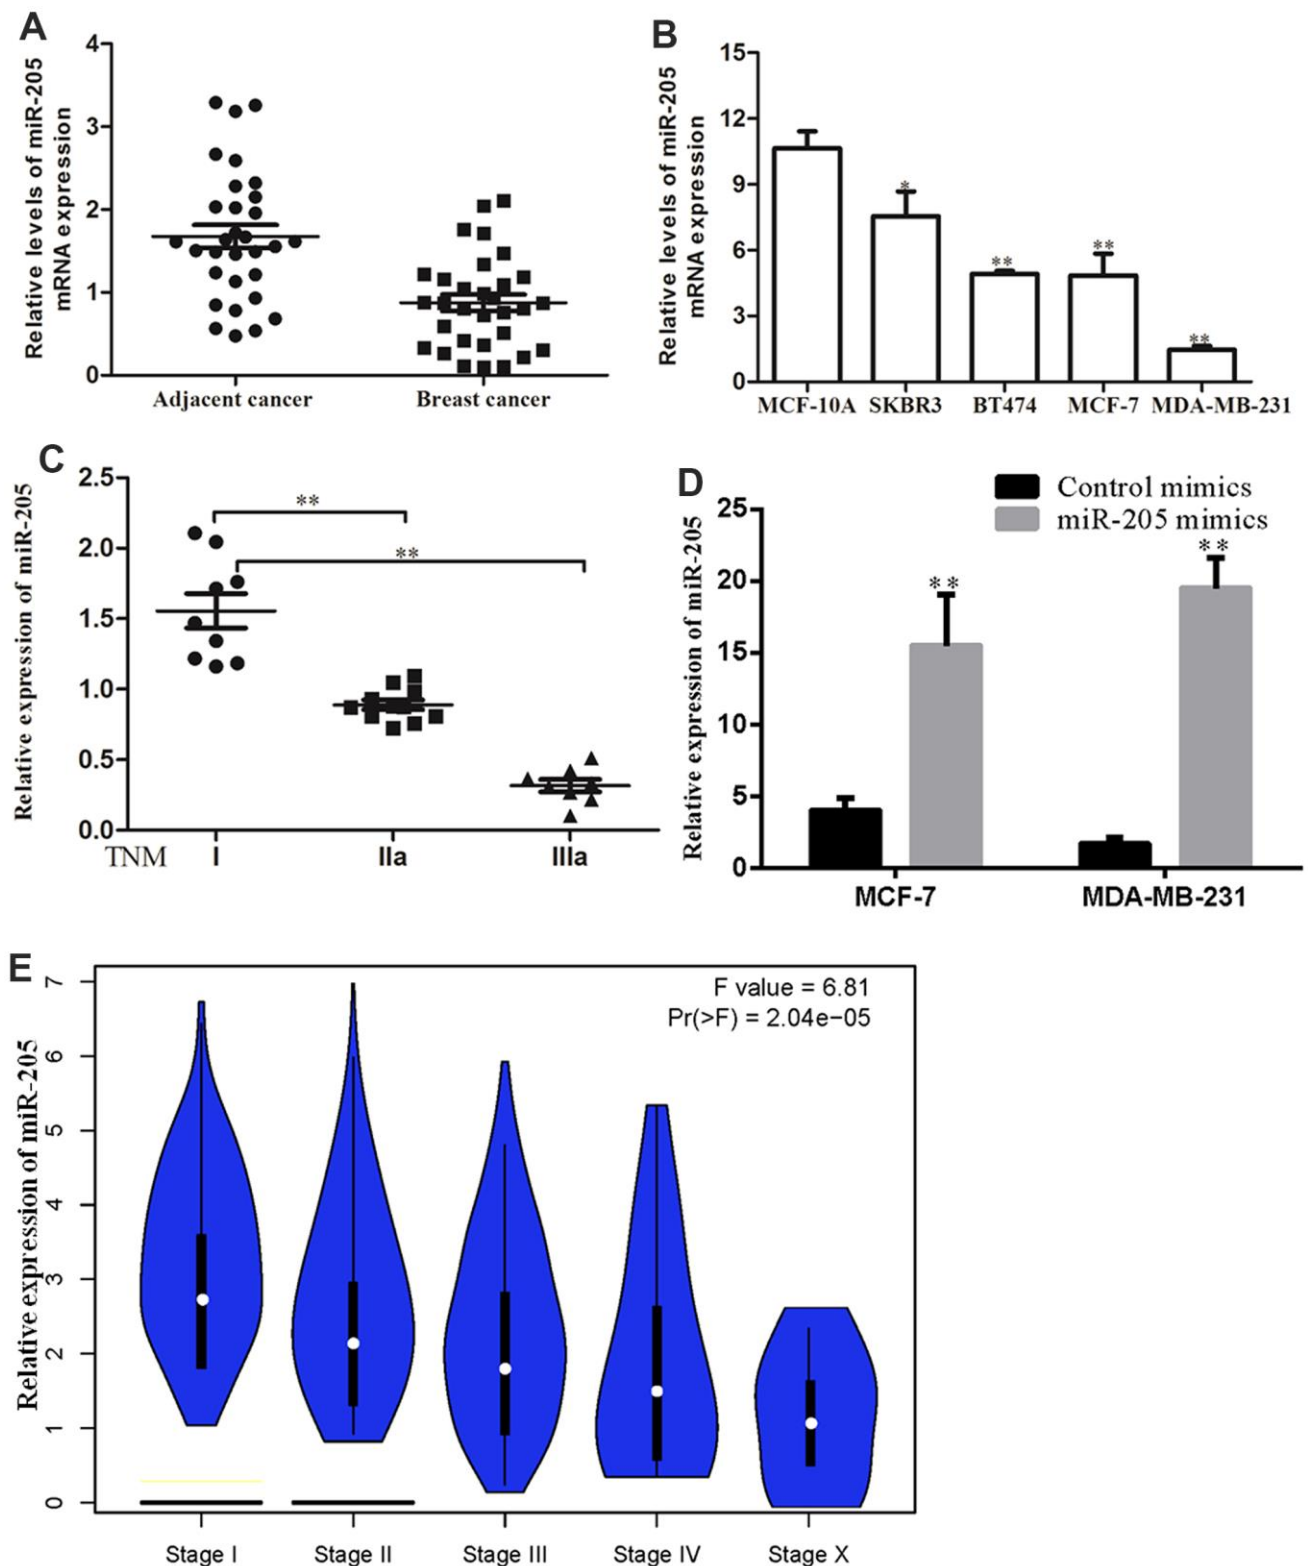 A
Relative levels of miR-205
mRNA expression
4
3
2
1
0
Adjacent cancer
Breast cancer
B
Relative levels of miR-205
mRNA expression
15
12
9
6
3
0
*
**
**
**
MCF-10A
SKBR3
BT474
MCF-7
MDA-MB-231
C
Relative expression of miR-205
2.5
2.0
1.5
1.0
0.5
0.0
**
**
TNM
I
IIa
IIIa
D
Control mimics
miR-205 mimics
Relative expression of miR-205
25
20
15
10
5
0
**
**
MCF-7
MDA-MB-231
E
F value = 6.81
Pr(>F) = 2.04e−05
Relative expression of miR-205
7
6
5
4
3
2
1
0
Stage I
Stage II
Stage III
Stage IV
Stage X